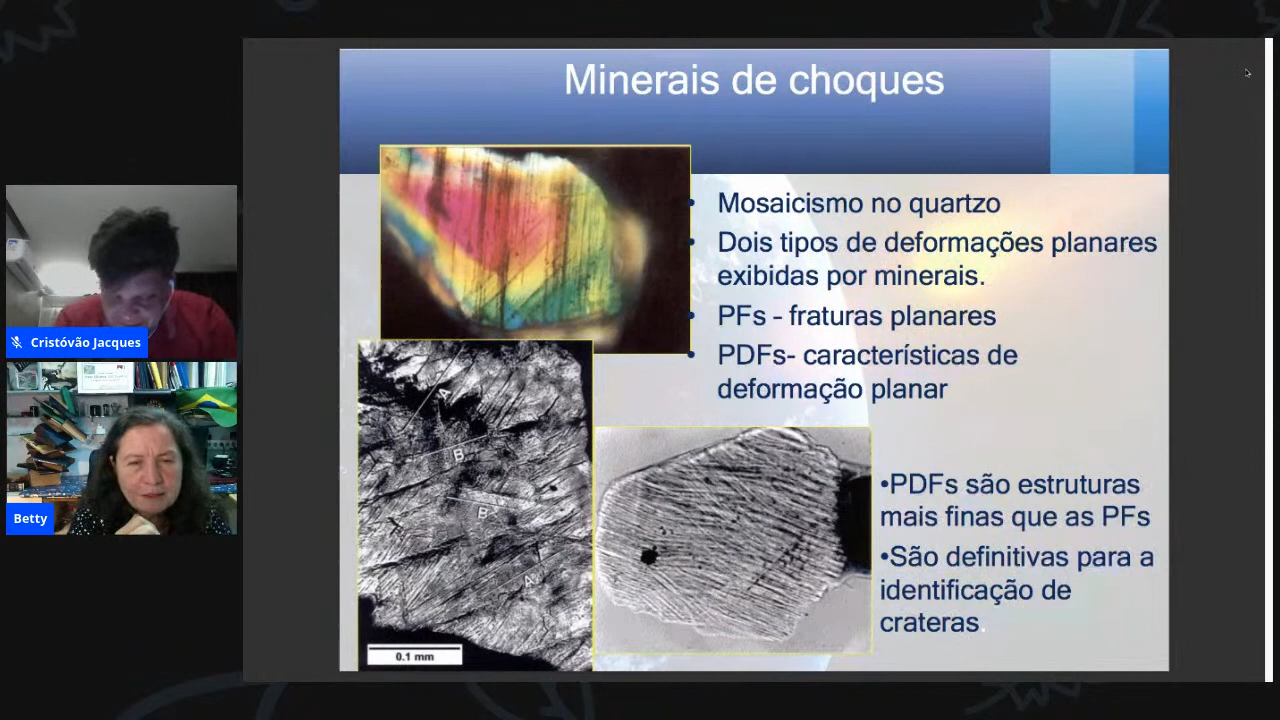 Minerais de choques
• Mosaicismo no quartzo
• Dois tipos de deformações planares
exibidas por minerais.
• PFs - fraturas planares
• PDFs- características de
deformação planar
•PDFs são estruturas
mais finas que as PFs
•São definitivas para a
identificação de
crateras.
A
B
B
A
0.1 mm
Cristóvão Jacques
Betty